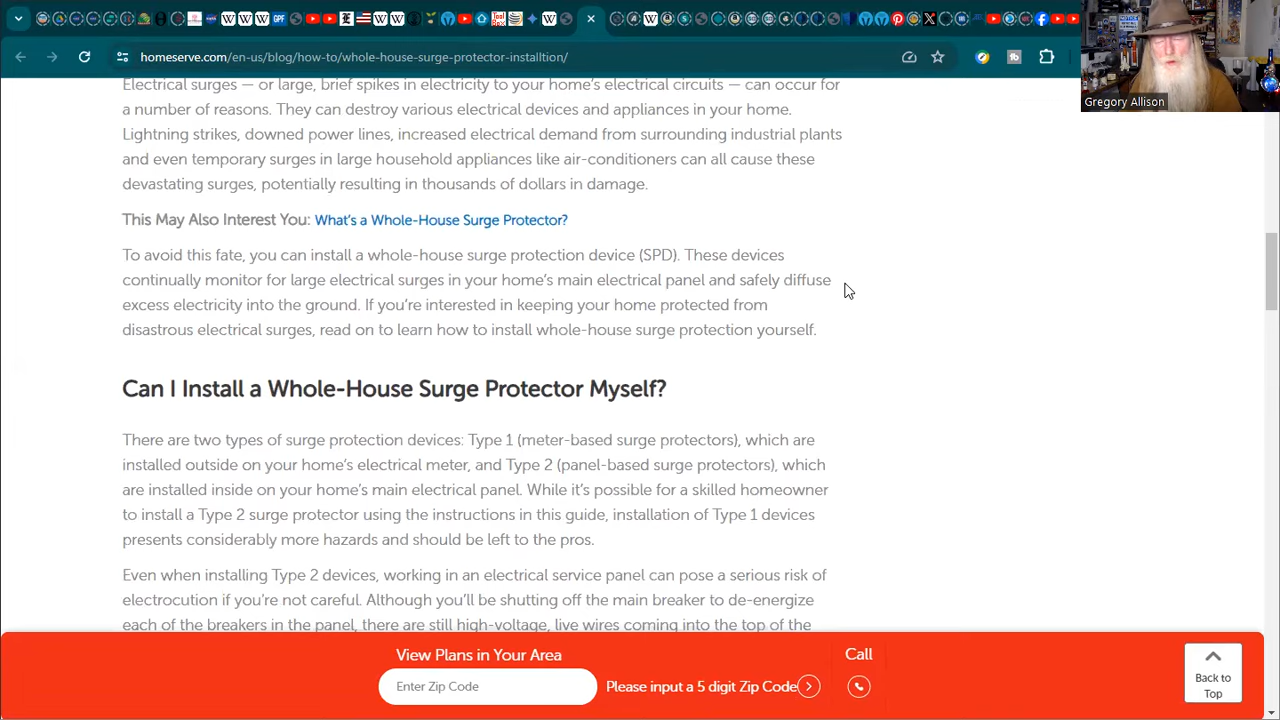 homeserve.com/en-us/blog/how-to/whole-house-surge-protector-installtion/
Gregory Allison
Electrical surges — or large, brief spikes in electricity to your home's electrical circuits — can occur for
a number of reasons. They can destroy various electrical devices and appliances in your home.
Lightning strikes, downed power lines, increased electrical demand from surrounding industrial plants
and even temporary surges in large household appliances like air-conditioners can all cause these
devastating surges, potentially resulting in thousands of dollars in damage.
This May Also Interest You: What's a Whole-House Surge Protector?
To avoid this fate, you can install a whole-house surge protection device (SPD). These devices
continually monitor for large electrical surges in your home's main electrical panel and safely diffuse
excess electricity into the ground. If you're interested in keeping your home protected from
disastrous electrical surges, read on to learn how to install whole-house surge protection yourself.
Can I Install a Whole-House Surge Protector Myself?
There are two types of surge protection devices: Type 1 (meter-based surge protectors), which are
installed outside on your home's electrical meter, and Type 2 (panel-based surge protectors), which
are installed inside on your home's main electrical panel. While it's possible for a skilled homeowner
to install a Type 2 surge protector using the instructions in this guide, installation of Type 1 devices
presents considerably more hazards and should be left to the pros.
Even when installing Type 2 devices, working in an electrical service panel can pose a serious risk of
electrocution if you're not careful. Although you'll be shutting off the main breaker to de-energize
each of the breakers in the panel, there are still high-voltage, live wires coming into the top of the
View Plans in Your Area
Enter Zip Code
Please input a 5 digit Zip Code
Call
Back to
Top